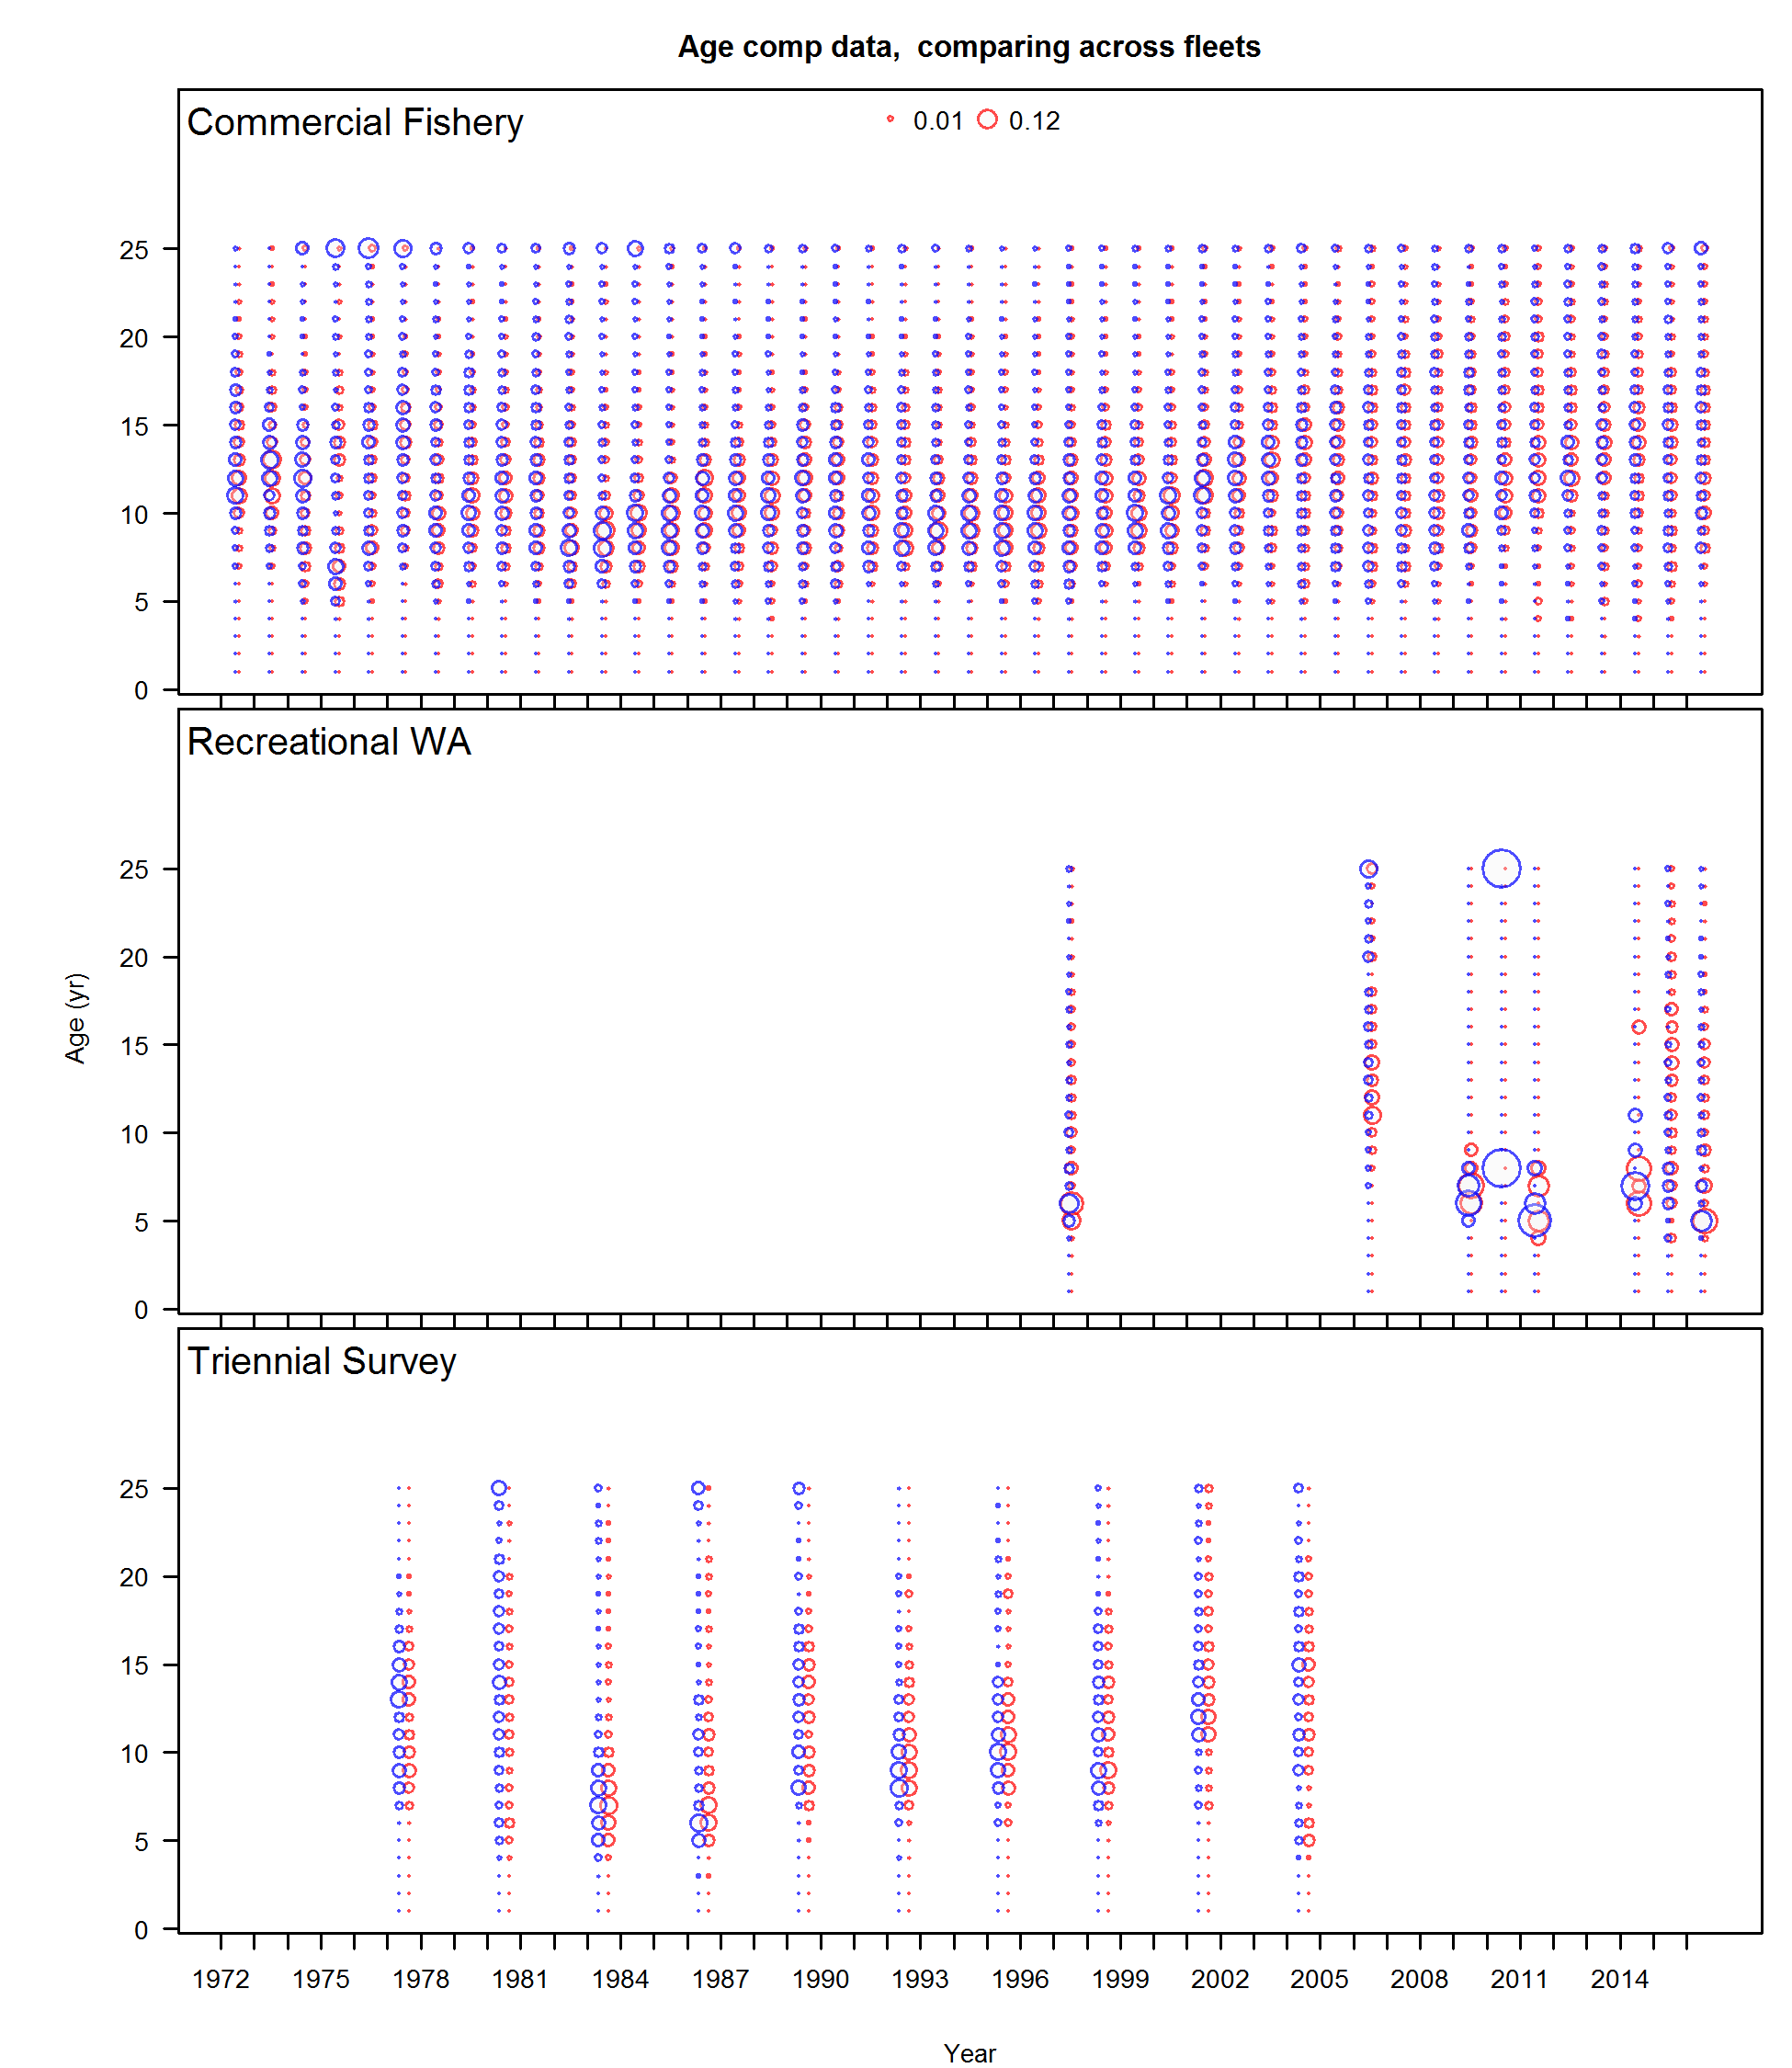 Age comp data,  comparing across fleets
Commercial Fishery
0.01 0.12
25
20
15
10
5
0
Recreational WA
25
20
15
10
5
0
Age (yr)
Triennial Survey
25
20
15
10
5
0
1972 1975 1978 1981 1984 1987 1990 1993 1996 1999 2002 2005 2008 2011 2014
Year